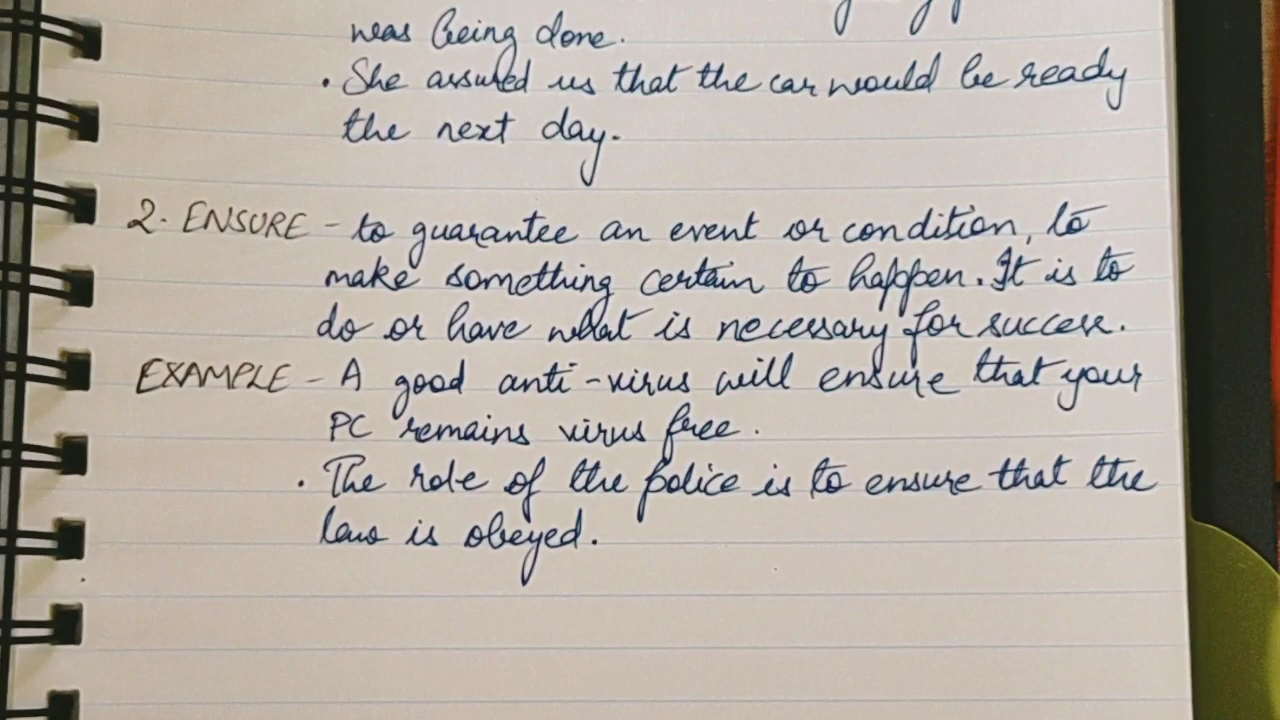 was being done.
• She assured us that the car would be ready
the next day.
2. ENSURE - to guarantee an event or condition, to
make something certain to happen. It is to
do or have what is necessary for success.
EXAMPLE - A good anti-virus will ensure that your
PC remains virus free.
• The role of the police is to ensure that the
law is obeyed.